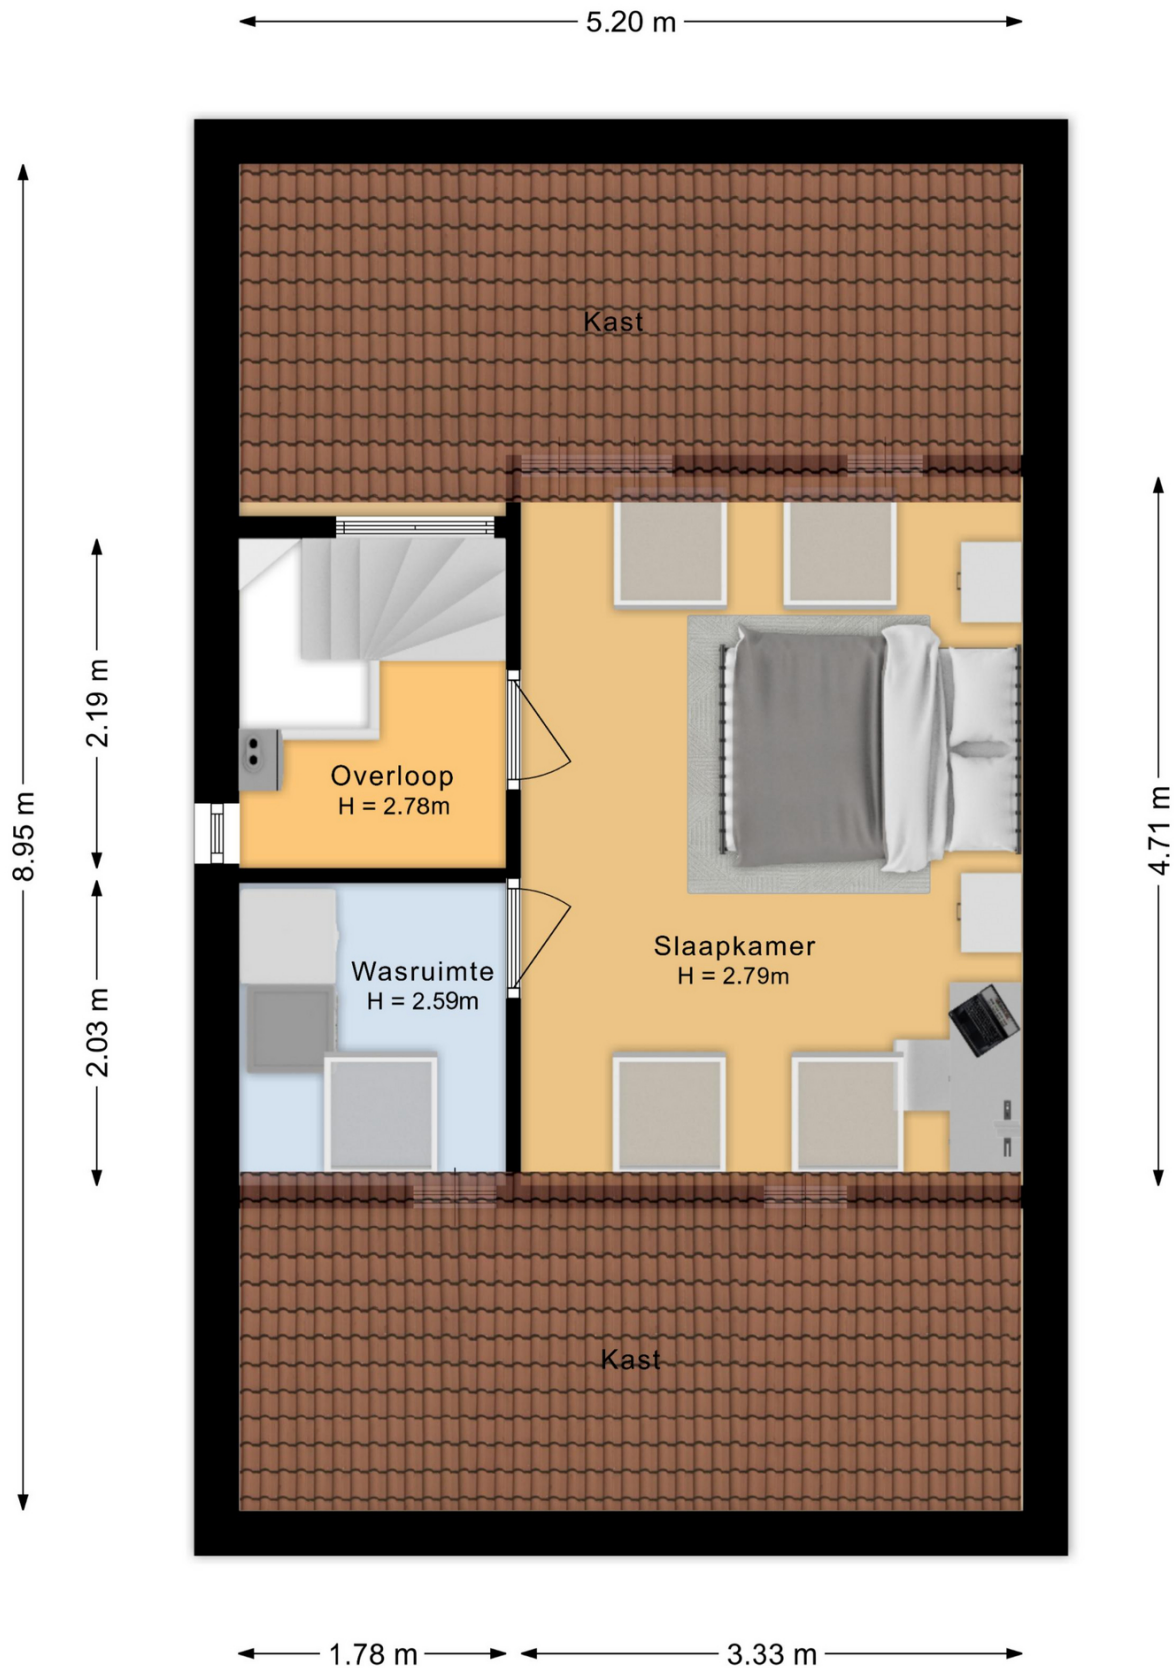 5.20 m
Kast
2.19 m
8.95 m
4.71 m
Overloop
H = 2.78m
Slaapkamer
H = 2.79m
Wasruimte
H = 2.59m
2.03 m
Kast
1.78 m
3.33 m